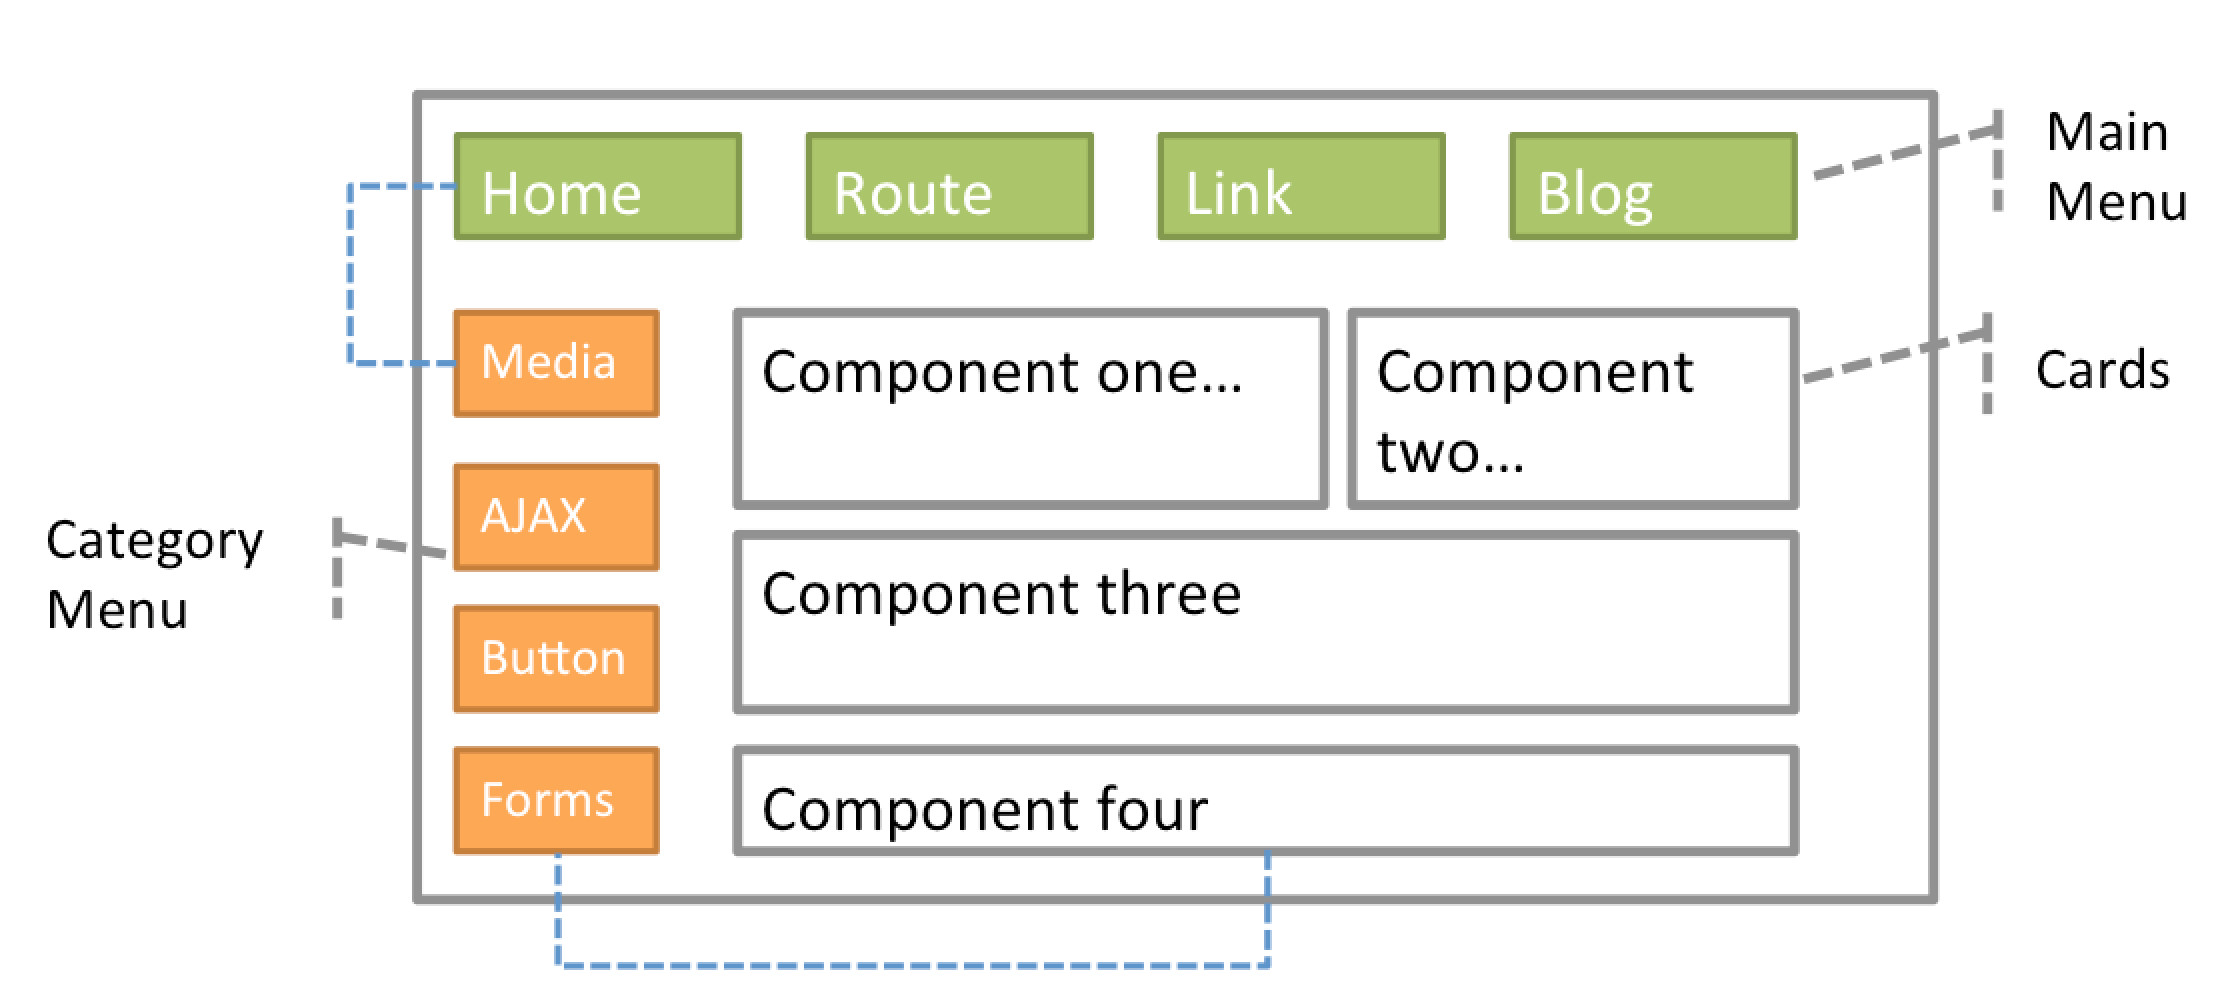 Home
Route
Link
Blog
Main
Menu
Media
Component one...
Component
two...
Cards
AJAX
Category
Menu
Component three
Button
Forms
Component four